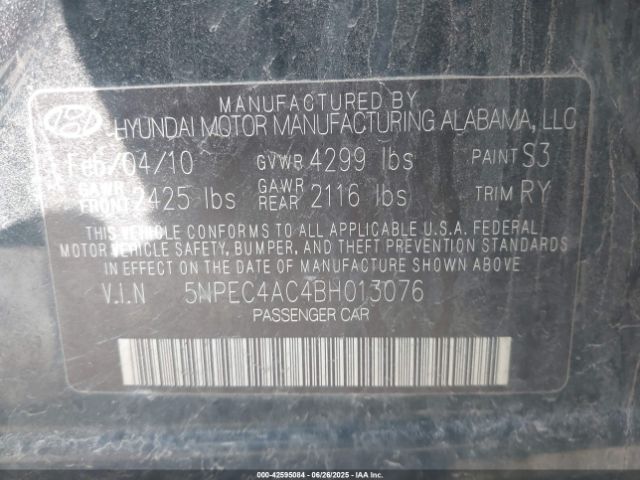 MANUFACTURED BY
HYUNDAI MOTOR MANUFACTURING ALABAMA, LLC
Feb/04/10 GVWR 4299 lbs PAINT S3
GAWR FRONT 2425 lbs GAWR REAR 2116 lbs TRIM RY
THIS VEHICLE CONFORMS TO ALL APPLICABLE U.S.A. FEDERAL
MOTOR VEHICLE SAFETY, BUMPER, AND THEFT PREVENTION STANDARDS
IN EFFECT ON THE DATE OF MANUFACTURE SHOWN ABOVE.
V.I.N 5NPEC4AC4BH013076
PASSENGER CAR
000-42595084 06/26/2025 IAAI.COM